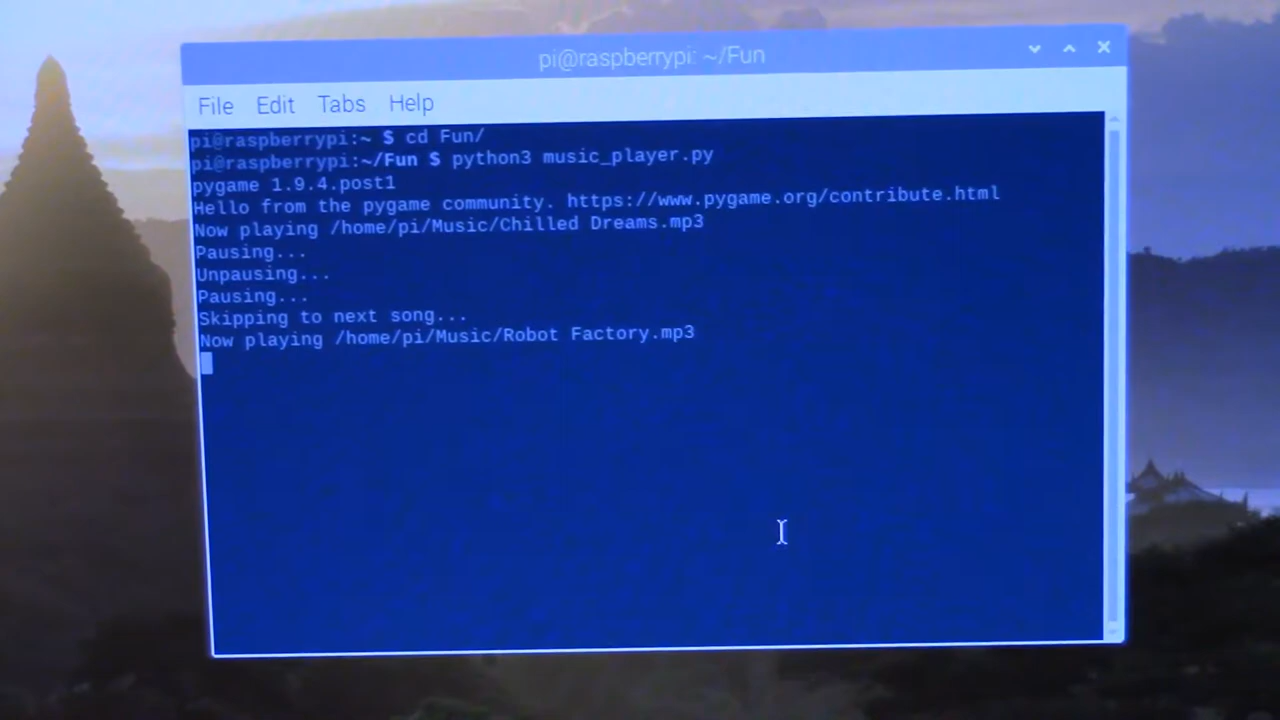 pi@raspberrypi: ~/Fun
File Edit Tabs Help
pi@raspberrypi:~ $ cd Fun/
pi@raspberrypi:~/Fun $ python3 music_player.py
pygame 1.9.4.post1
Hello from the pygame community. https://www.pygame.org/contribute.html
Now playing /home/pi/Music/Chilled Dreams.mp3
Pausing...
Unpausing...
Pausing...
Skipping to next song...
Now playing /home/pi/Music/Robot Factory.mp3